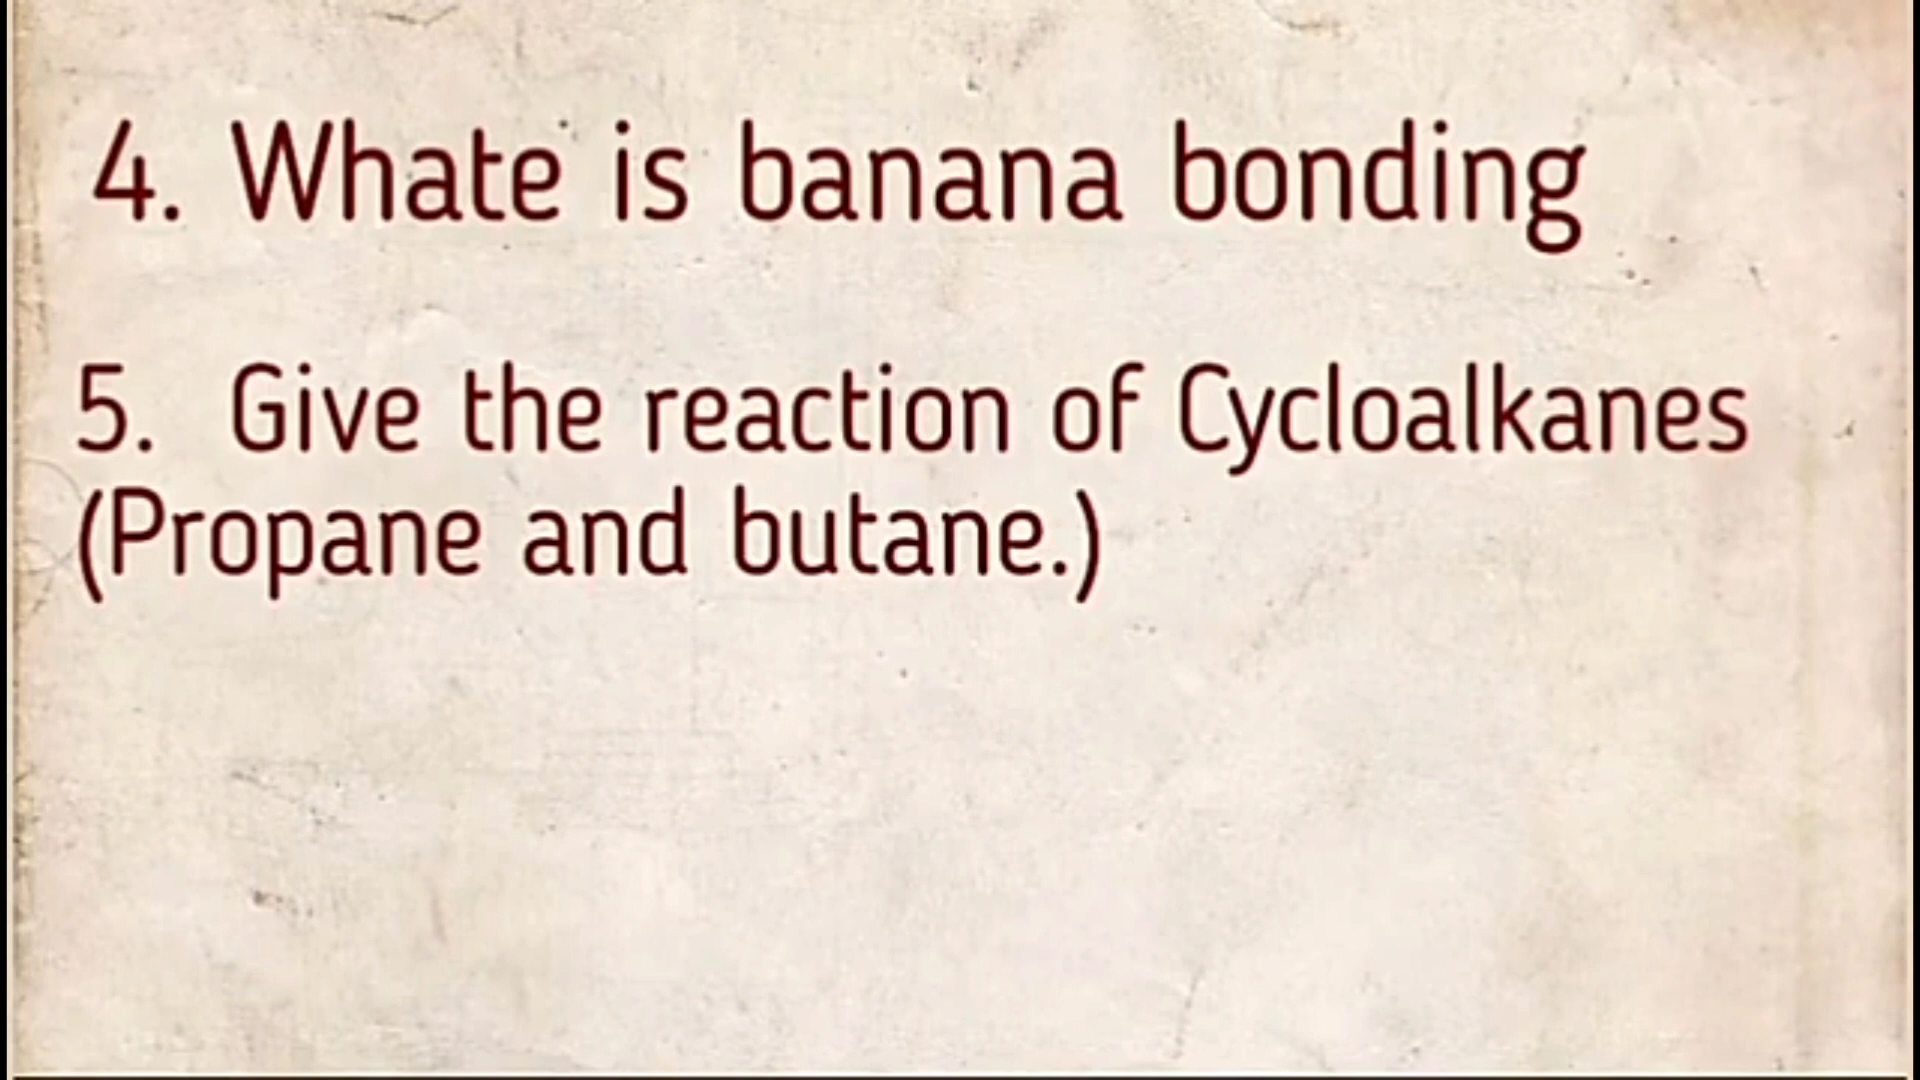 4. Whate is banana bonding
5. Give the reaction of Cycloalkanes
(Propane and butane.)